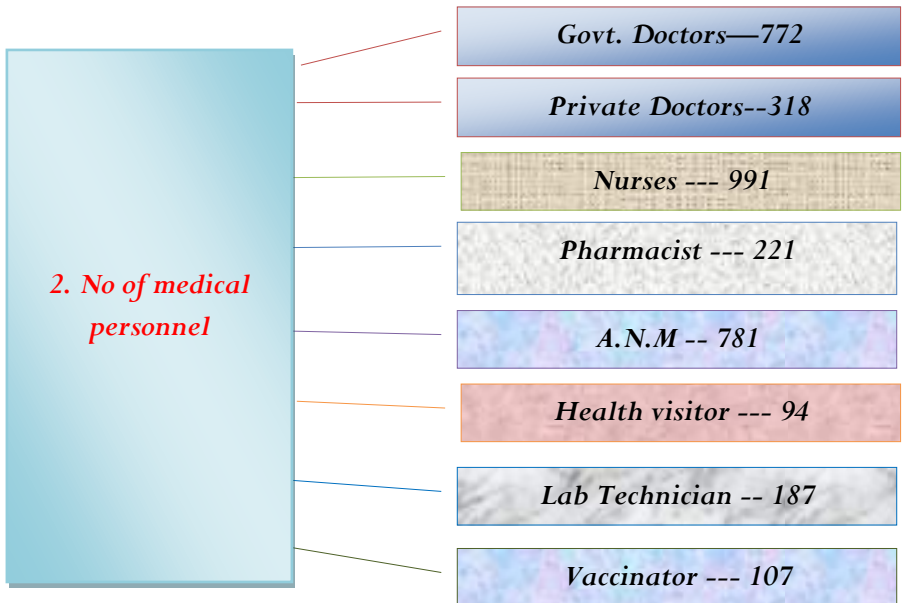 2. No of medical
personnel
Govt. Doctors—772
Private Doctors--318
Nurses --- 991
Pharmacist --- 221
A.N.M -- 781
Health visitor --- 94
Lab Technician -- 187
Vaccinator --- 107